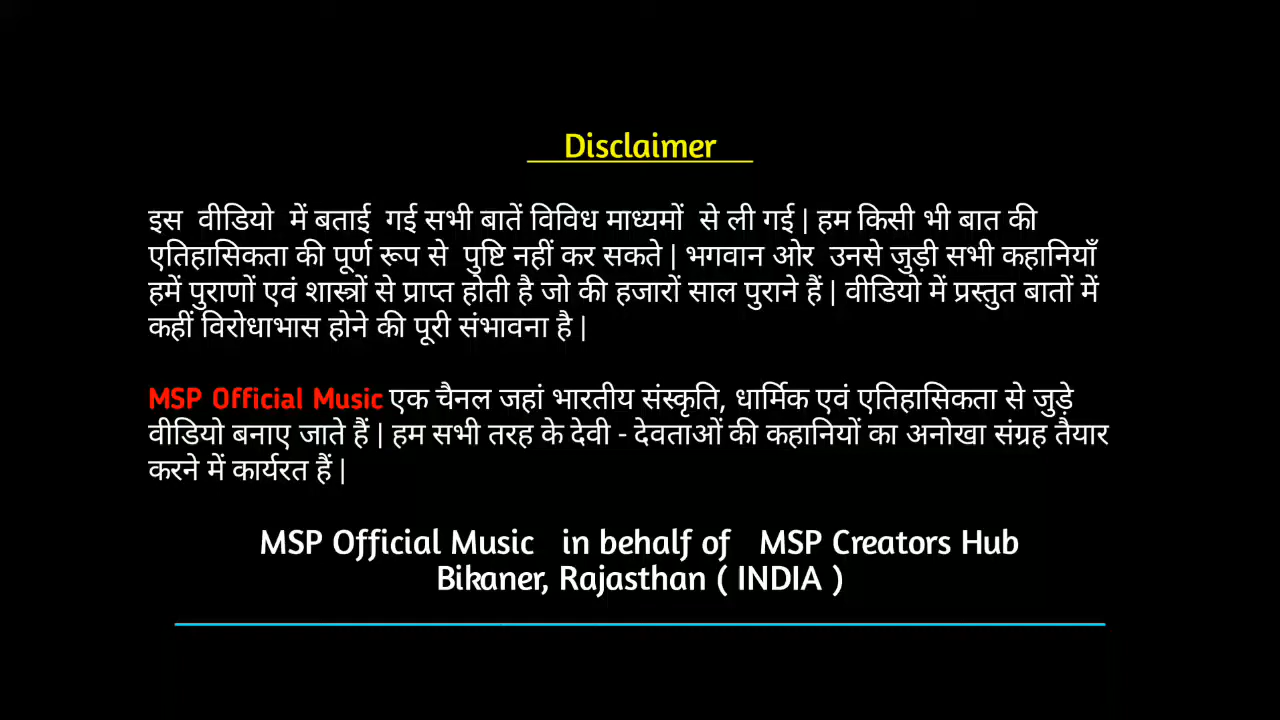 Disclaimer
इस वीडियो में बताई गई सभी बातें विविध माध्यमों से ली गई | हम किसी भी बात की
एतिहासिकता की पूर्ण रूप से पुष्टि नहीं कर सकते | भगवान ओर उनसे जुड़ी सभी कहानियाँ
हमें पुराणों एवं शास्त्रों से प्राप्त होती है जो की हजारों साल पुराने हैं | वीडियो में प्रस्तुत बातों में
कहीं विरोधाभास होने की पूरी संभावना है |
MSP Official Music एक चैनल जहां भारतीय संस्कृति, धार्मिक एवं एतिहासिकता से जुड़े
वीडियो बनाए जाते हैं | हम सभी तरह के देवी - देवताओं की कहानियों का अनोखा संग्रह तैयार
करने में कार्यरत हैं |
MSP Official Music in behalf of MSP Creators Hub
Bikaner, Rajasthan ( INDIA )